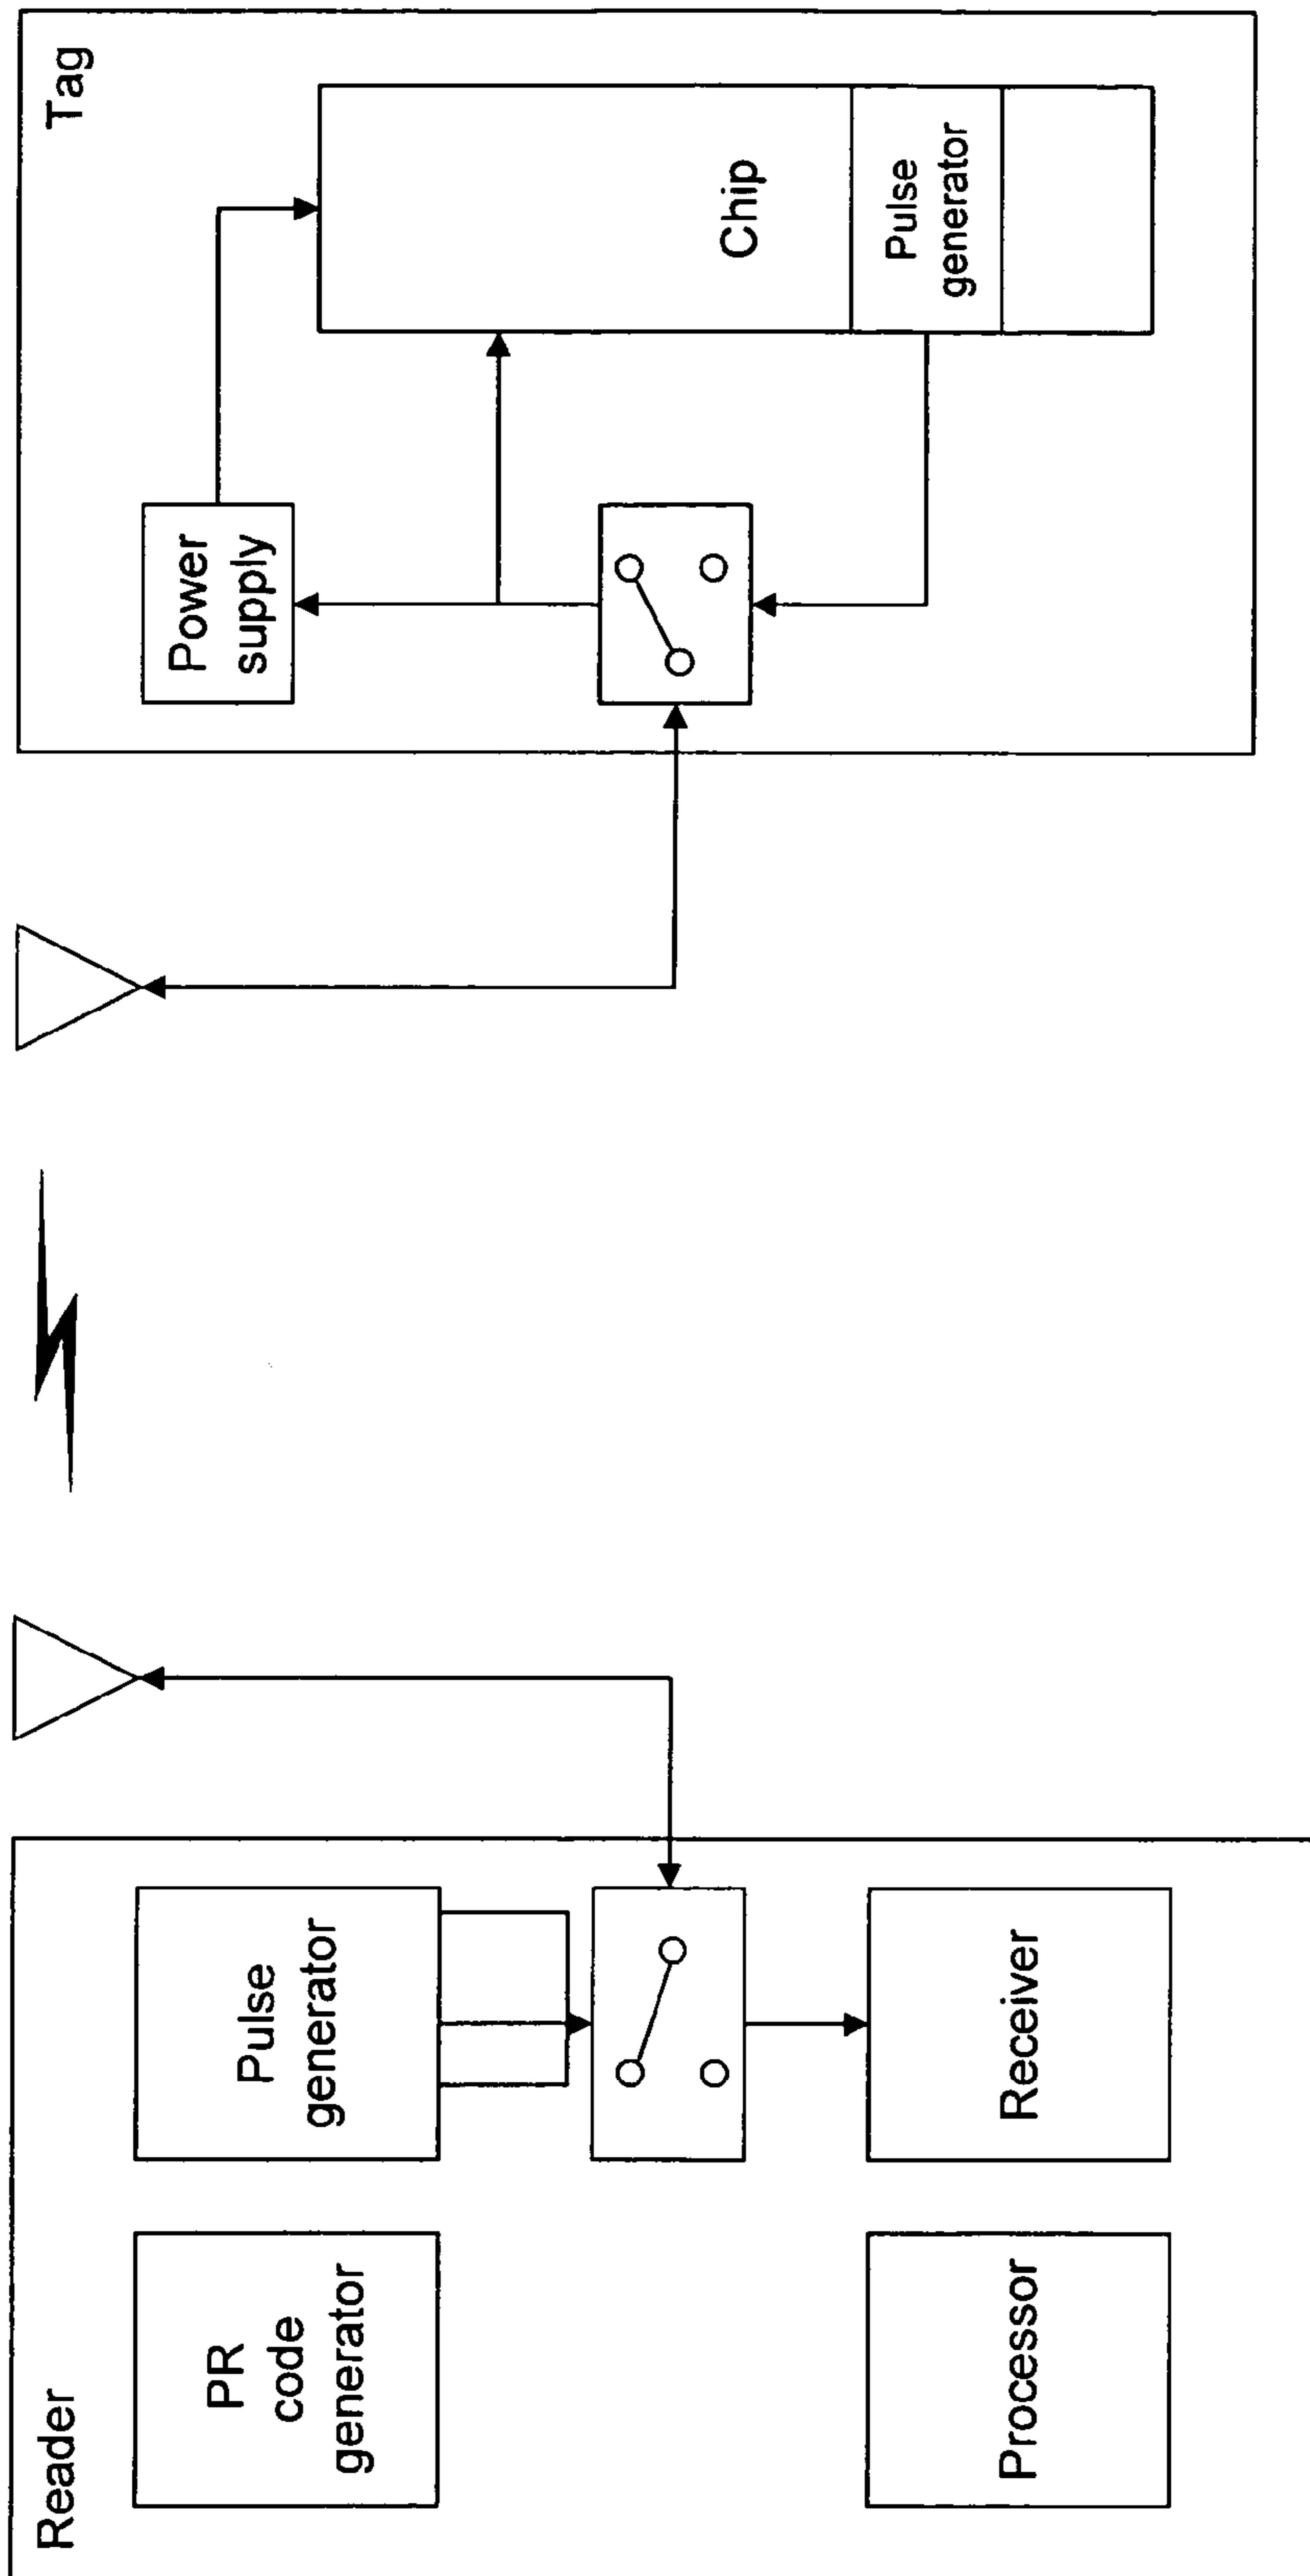 Reader
PR
code
generator
Pulse
generator
Processor
Receiver
Tag
Power
supply
Chip
Pulse
generator